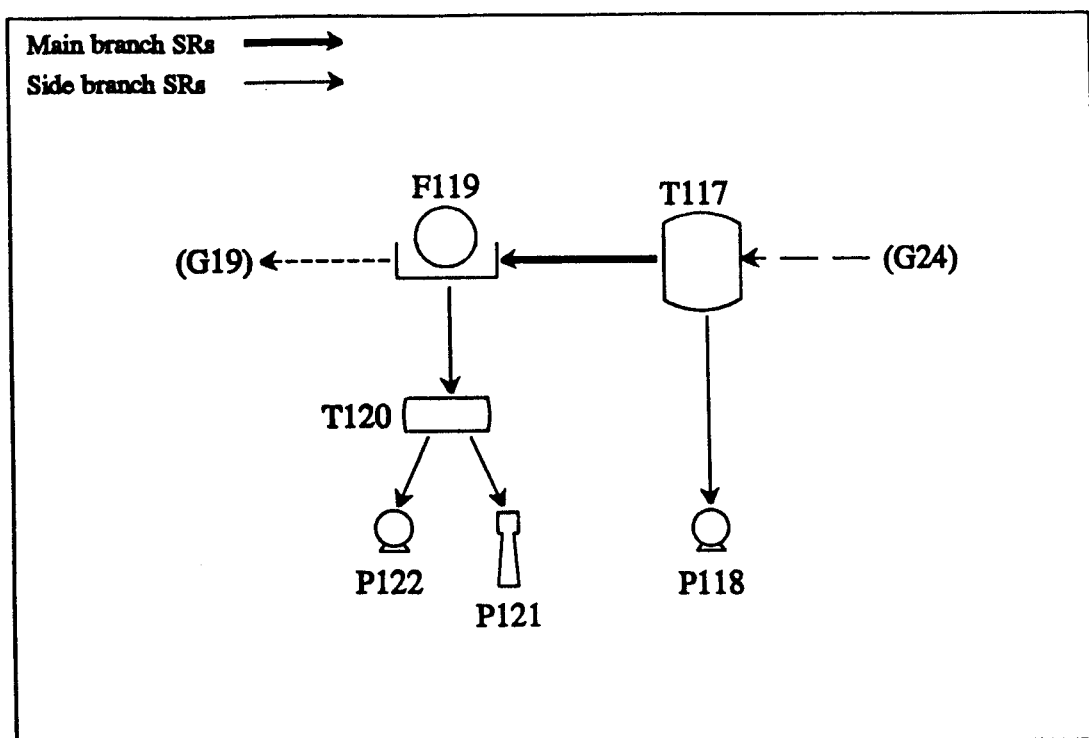 Main branch SRs
Side branch SRs
F119
T117
(G19)
(G24)
T120
P122
P121
P118